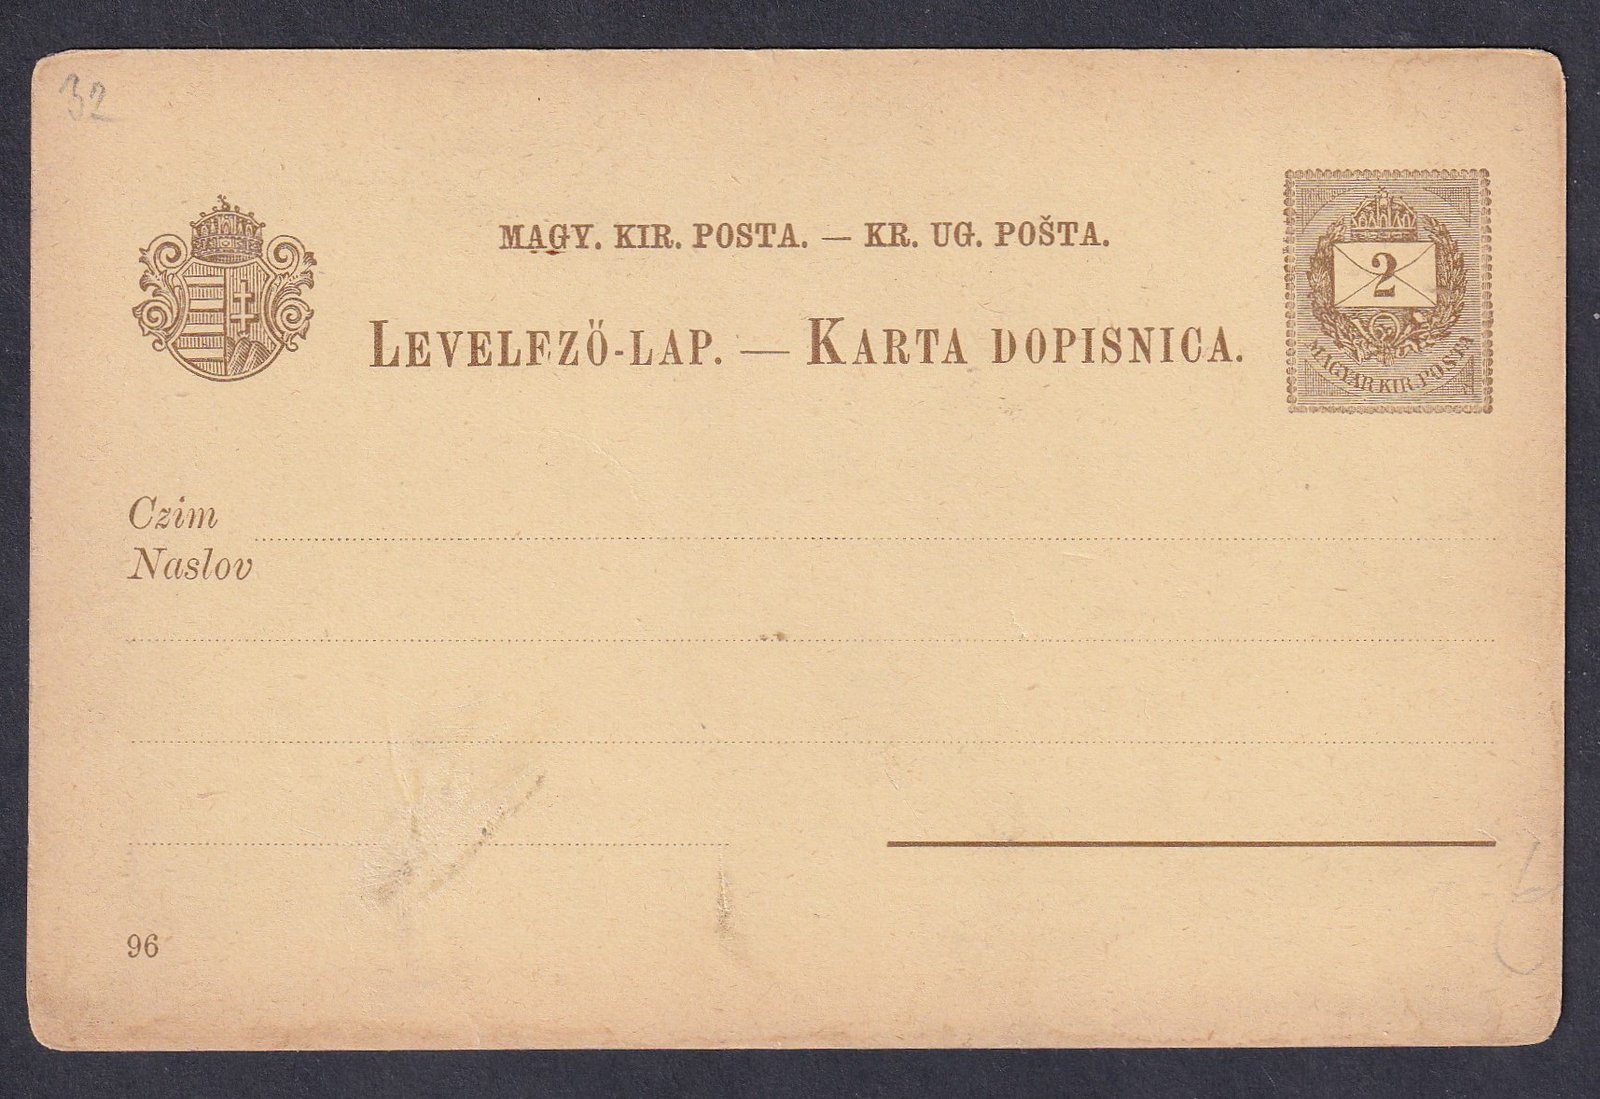 32
MAGY. KIR. POSTA. — KR. UG. POŠTA.
LEVELEZŐ-LAP. — KARTA DOPISNICA.
2
MAGYAR KIR. POSTA
Czim
Naslov
96